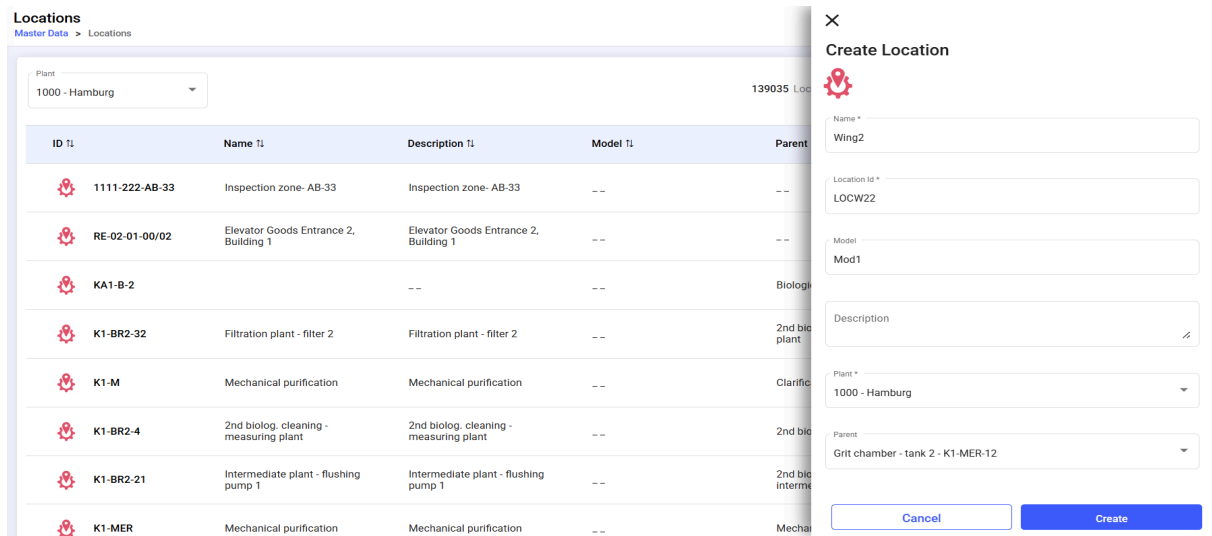 Locations
Master Data > Locations
Plant
1000 - Hamburg
139035 Loc
ID ↑↓ Name ↑↓ Description ↑↓ Model ↑↓ Parent
1111-222-AB-33 Inspection zone- AB-33 Inspection zone- AB-33 _ _ _ _
RE-02-01-00/02 Elevator Goods Entrance 2, Building 1 Elevator Goods Entrance 2, Building 1 _ _ _ _
KA1-B-2 _ _ _ _ Biologi
K1-BR2-32 Filtration plant - filter 2 Filtration plant - filter 2 _ _ 2nd bio plant
K1-M Mechanical purification Mechanical purification _ _ Clarific
K1-BR2-4 2nd biolog. cleaning - measuring plant 2nd biolog. cleaning - measuring plant _ _ 2nd bio
K1-BR2-21 Intermediate plant - flushing pump 1 Intermediate plant - flushing pump 1 _ _ 2nd bio interme
K1-MER Mechanical purification Mechanical purification _ _ Mecha
Create Location
Name *
Wing2
Location Id *
LOCW22
Model
Mod1
Description
Plant *
1000 - Hamburg
Parent
Grit chamber - tank 2 - K1-MER-12
Cancel Create